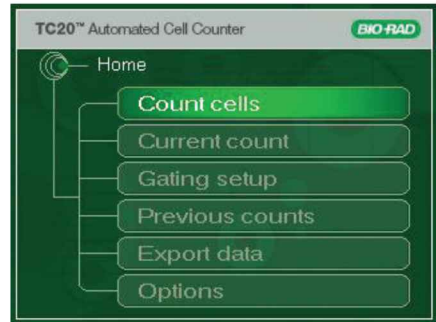 TC20™ Automated Cell Counter BIO-RAD
Home
Count cells
Current count
Gating setup
Previous counts
Export data
Options